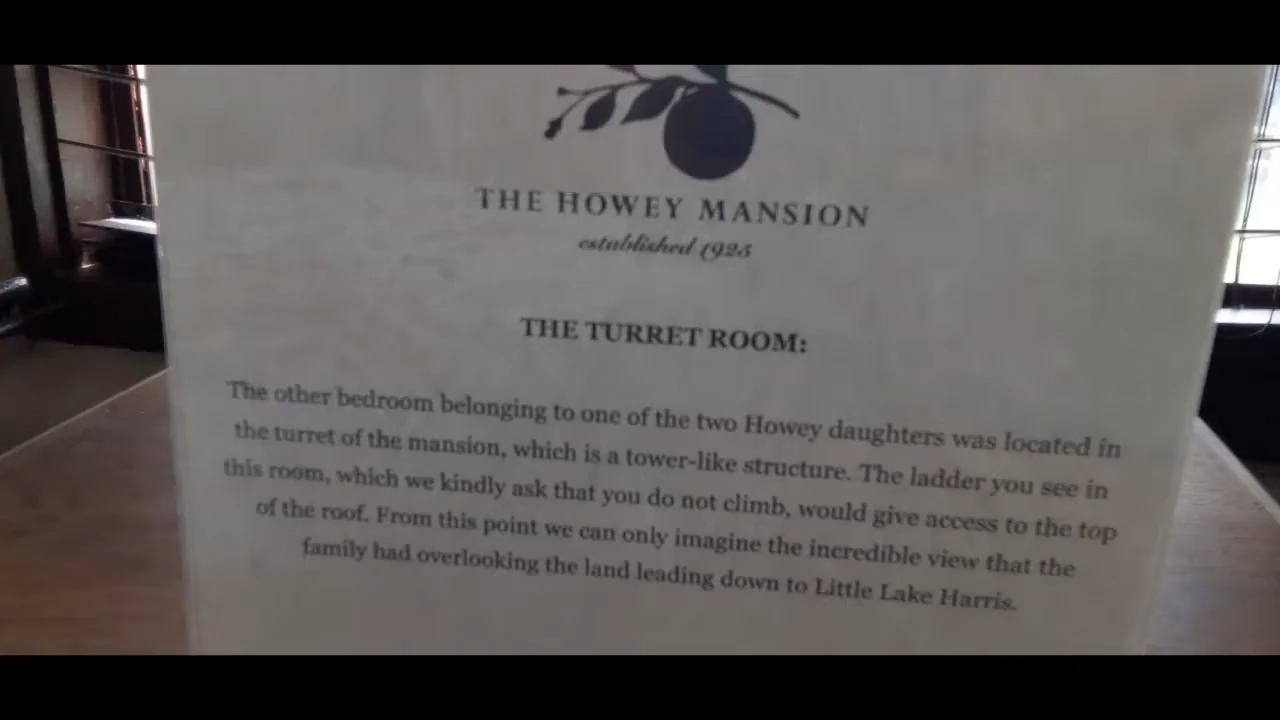 THE HOWEY MANSION
established 1925
THE TURRET ROOM:
The other bedroom belonging to one of the two Howey daughters was located in
the turret of the mansion, which is a tower-like structure. The ladder you see in
this room, which we kindly ask that you do not climb, would give access to the top
of the roof. From this point we can only imagine the incredible view that the
family had overlooking the land leading down to Little Lake Harris.